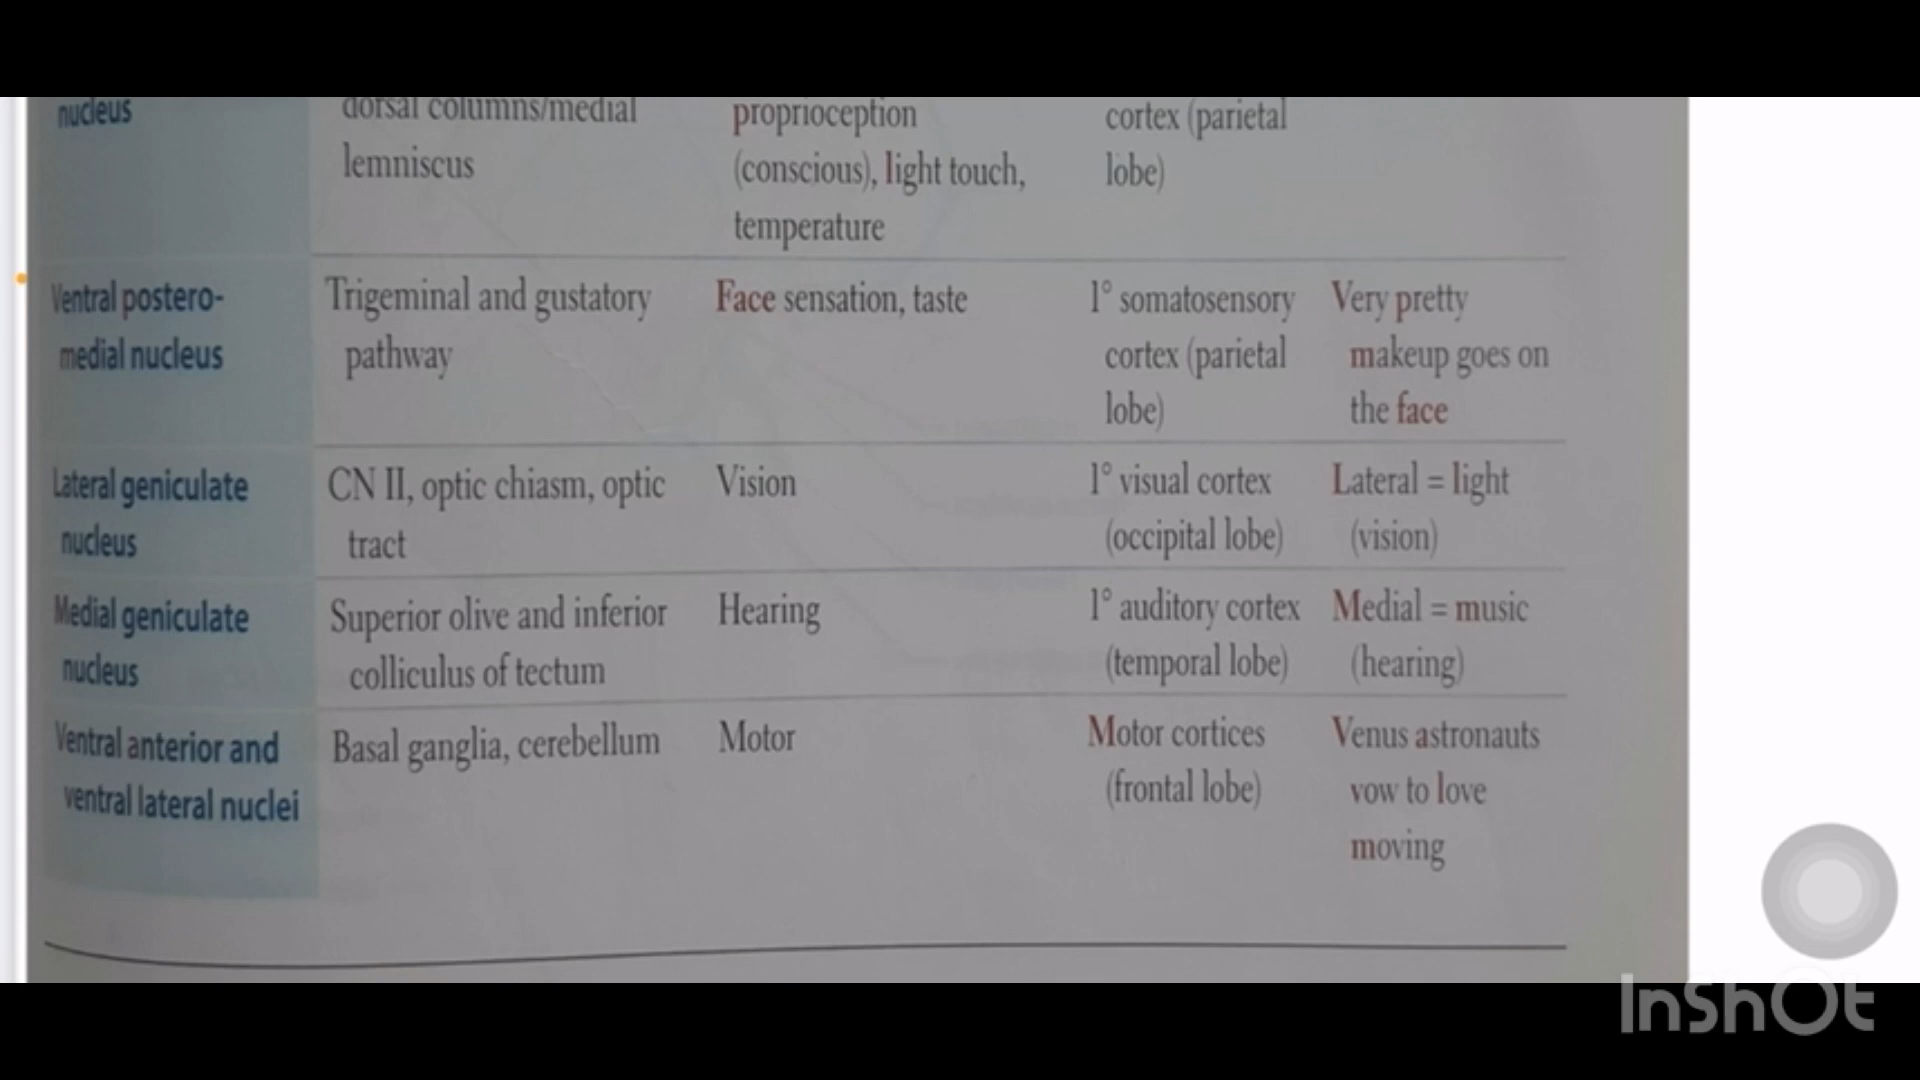 nucleus
dorsal columns/medial
lemniscus
proprioception
(conscious), light touch,
temperature
cortex (parietal
lobe)
Ventral postero-
medial nucleus
Trigeminal and gustatory
pathway
Face sensation, taste
1° somatosensory
cortex (parietal
lobe)
Very pretty
makeup goes on
the face
Lateral geniculate
nucleus
CN II, optic chiasm, optic
tract
Vision
1° visual cortex
(occipital lobe)
Lateral = light
(vision)
Medial geniculate
nucleus
Superior olive and inferior
colliculus of tectum
Hearing
1° auditory cortex
(temporal lobe)
Medial = music
(hearing)
Ventral anterior and
ventral lateral nuclei
Basal ganglia, cerebellum
Motor
Motor cortices
(frontal lobe)
Venus astronauts
vow to love
moving
InShOt